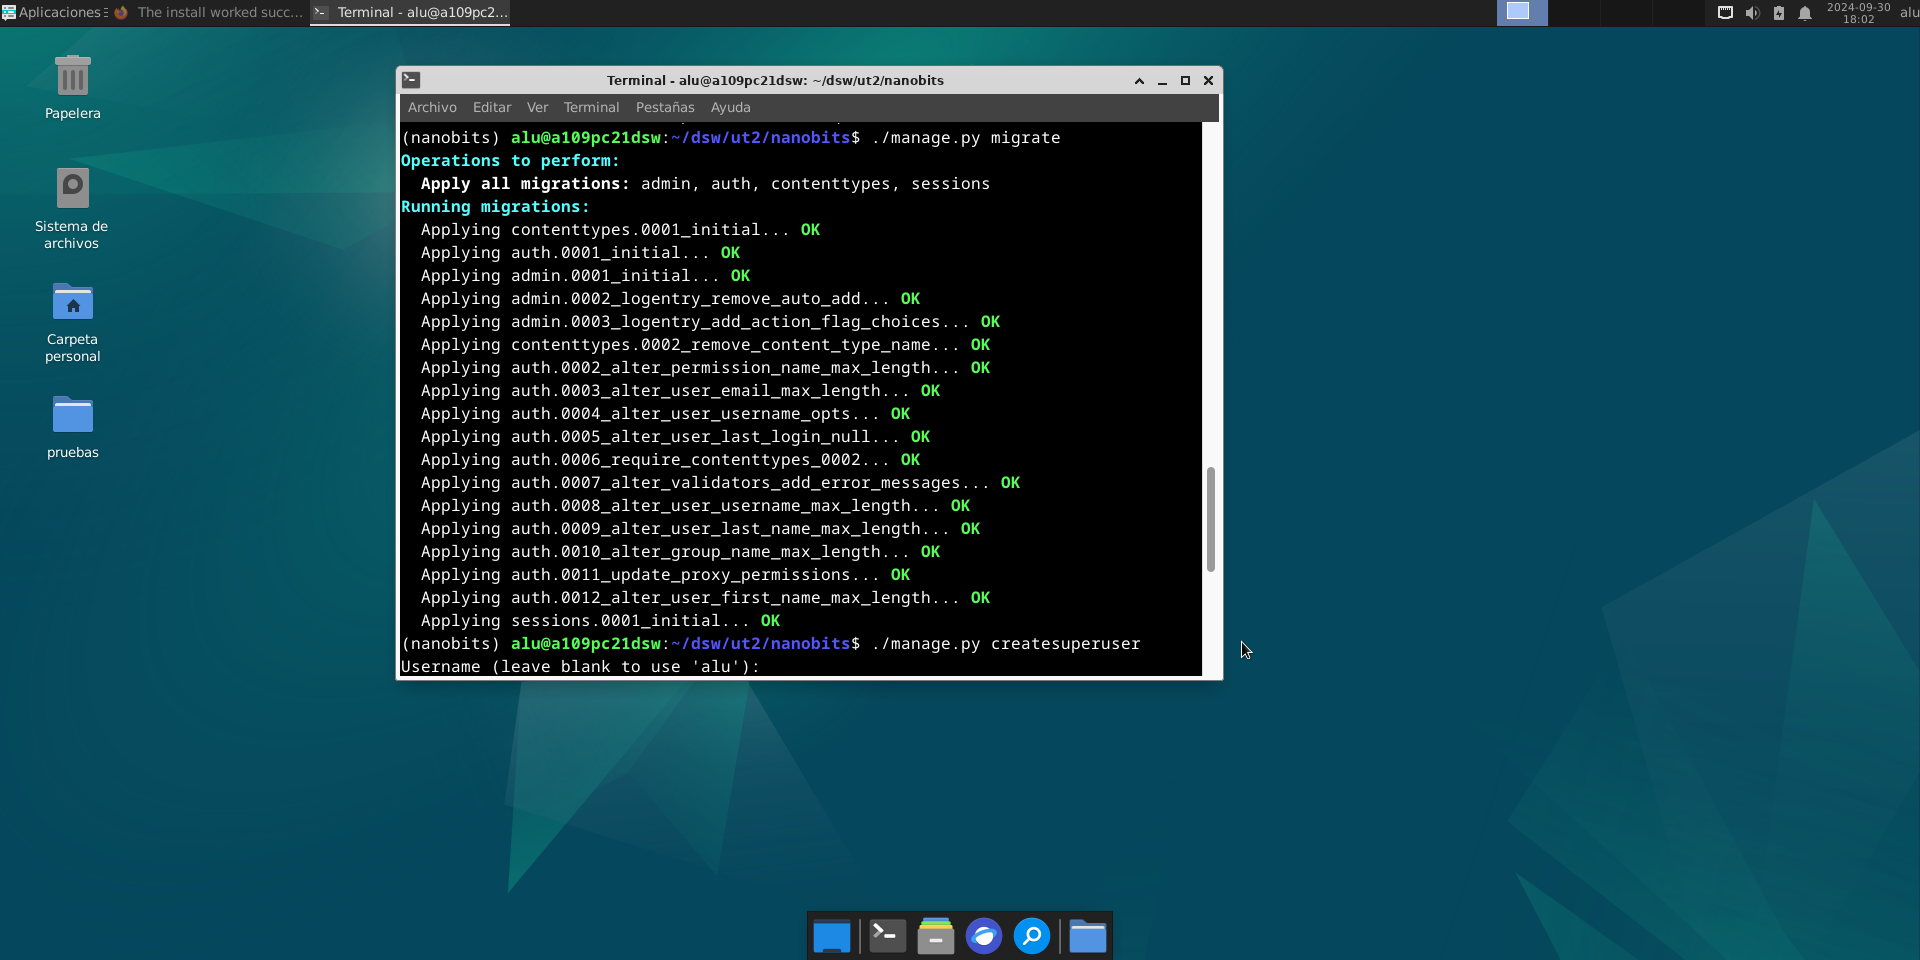 Aplicaciones
The install worked succ...
Terminal - alu@a109pc2...
2024-09-30
18:02
alu
Papelera
Sistema de
archivos
Carpeta
personal
pruebas
Terminal - alu@a109pc21dsw: ~/dsw/ut2/nanobits
Archivo Editar Ver Terminal Pestañas Ayuda
(nanobits) alu@a109pc21dsw:~/dsw/ut2/nanobits$ ./manage.py migrate
Operations to perform:
  Apply all migrations: admin, auth, contenttypes, sessions
Running migrations:
  Applying contenttypes.0001_initial... OK
  Applying auth.0001_initial... OK
  Applying admin.0001_initial... OK
  Applying admin.0002_logentry_remove_auto_add... OK
  Applying admin.0003_logentry_add_action_flag_choices... OK
  Applying contenttypes.0002_remove_content_type_name... OK
  Applying auth.0002_alter_permission_name_max_length... OK
  Applying auth.0003_alter_user_email_max_length... OK
  Applying auth.0004_alter_user_username_opts... OK
  Applying auth.0005_alter_user_last_login_null... OK
  Applying auth.0006_require_contenttypes_0002... OK
  Applying auth.0007_alter_validators_add_error_messages... OK
  Applying auth.0008_alter_user_username_max_length... OK
  Applying auth.0009_alter_user_last_name_max_length... OK
  Applying auth.0010_alter_group_name_max_length... OK
  Applying auth.0011_update_proxy_permissions... OK
  Applying auth.0012_alter_user_first_name_max_length... OK
  Applying sessions.0001_initial... OK
(nanobits) alu@a109pc21dsw:~/dsw/ut2/nanobits$ ./manage.py createsuperuser
Username (leave blank to use 'alu'):